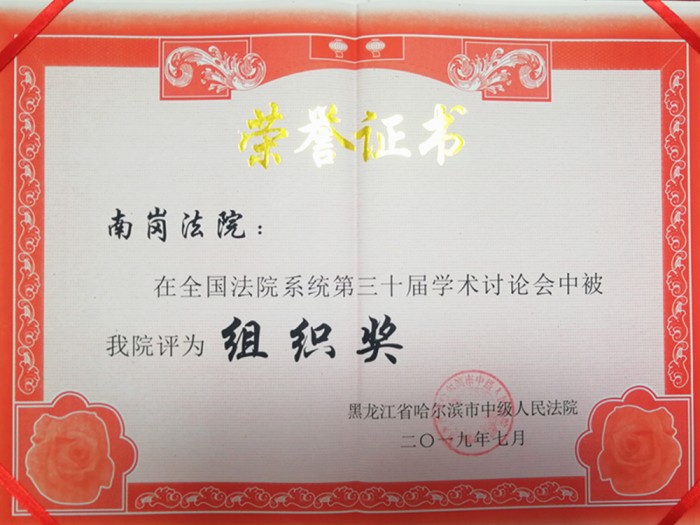 荣誉证书
南岗法院：
在全国法院系统第三十届学术讨论会中被
我院评为 组织奖
黑龙江省哈尔滨市中级人民法院
二〇一九年七月